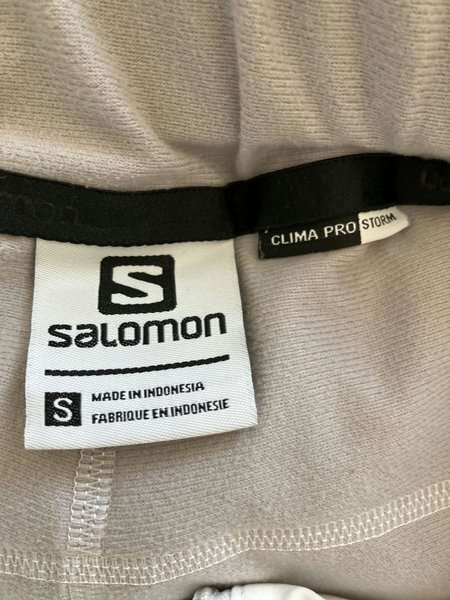 CLIMA PRO STORM
S
salomon
S MADE IN INDONESIA
FABRIQUE EN INDONESIE